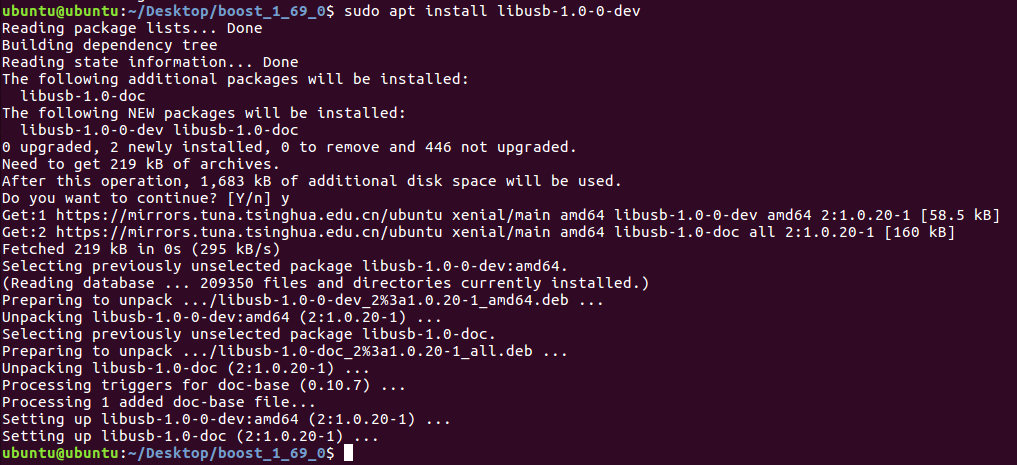 ubuntu@ubuntu:~/Desktop/boost_1_69_0$ sudo apt install libusb-1.0-0-dev
Reading package lists... Done
Building dependency tree
Reading state information... Done
The following additional packages will be installed:
  libusb-1.0-doc
The following NEW packages will be installed:
  libusb-1.0-0-dev libusb-1.0-doc
0 upgraded, 2 newly installed, 0 to remove and 446 not upgraded.
Need to get 219 kB of archives.
After this operation, 1,683 kB of additional disk space will be used.
Do you want to continue? [Y/n] y
Get:1 https://mirrors.tuna.tsinghua.edu.cn/ubuntu xenial/main amd64 libusb-1.0-0-dev amd64 2:1.0.20-1 [58.5 kB]
Get:2 https://mirrors.tuna.tsinghua.edu.cn/ubuntu xenial/main amd64 libusb-1.0-doc all 2:1.0.20-1 [160 kB]
Fetched 219 kB in 0s (295 kB/s)
Selecting previously unselected package libusb-1.0-0-dev:amd64.
(Reading database ... 209350 files and directories currently installed.)
Preparing to unpack .../libusb-1.0-0-dev_2%3a1.0.20-1_amd64.deb ...
Unpacking libusb-1.0-0-dev:amd64 (2:1.0.20-1) ...
Selecting previously unselected package libusb-1.0-doc.
Preparing to unpack .../libusb-1.0-doc_2%3a1.0.20-1_all.deb ...
Unpacking libusb-1.0-doc (2:1.0.20-1) ...
Processing triggers for doc-base (0.10.7) ...
Processing 1 added doc-base file...
Setting up libusb-1.0-0-dev:amd64 (2:1.0.20-1) ...
Setting up libusb-1.0-doc (2:1.0.20-1) ...
ubuntu@ubuntu:~/Desktop/boost_1_69_0$